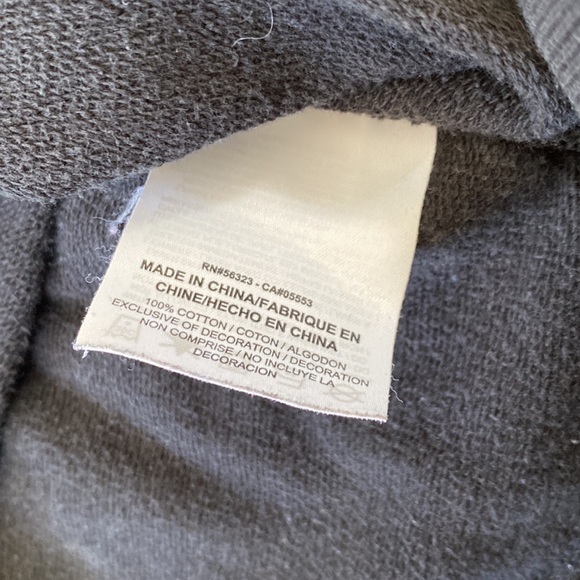 RN#56323 - CA#05553
MADE IN CHINA/FABRIQUE EN
CHINE/HECHO EN CHINA
100% COTTON / COTON / ALGODON
EXCLUSIVE OF DECORATION / DECORATION
NON COMPRISE / NO INCLUYE LA
DECORACION